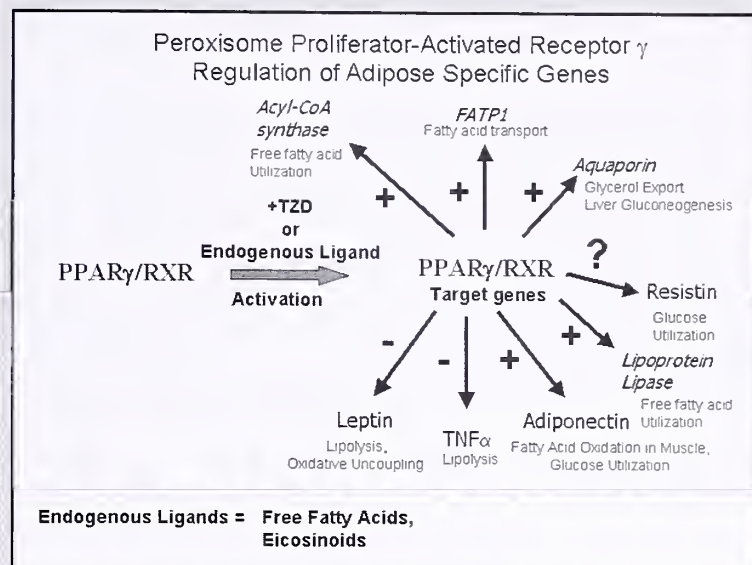 Peroxisome Proliferator-Activated Receptor γ
Regulation of Adipose Specific Genes
Acyl-CoA
synthase
Free fatty acid
Utilization
FATP1
Fatty acid transport
Aquaporin
Glycerol Export
Liver Gluconeogenesis
+
+
+
+TZD
or
Endogenous Ligand
PPARγ/RXR
Activation
PPARγ/RXR
Target genes
?
Resistin
Glucose
Utilization
+
Lipoprotein
Lipase
Free fatty acid
Utilization
-
-
+
Leptin
Lipolysis,
Oxidative Uncoupling
TNFα
Lipolysis
Adiponectin
Fatty Acid Oxidation in Muscle,
Glucose Utilization
Endogenous Ligands = Free Fatty Acids,
Eicosinoids